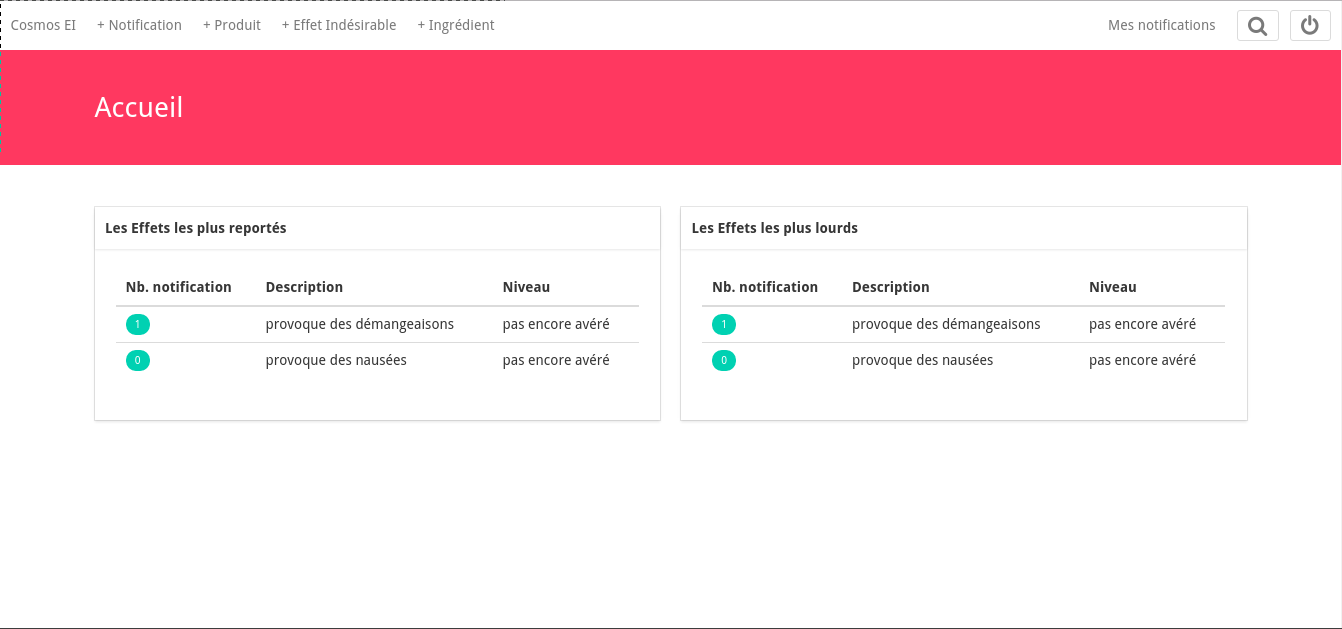 Cosmos EI + Notification + Produit + Effet Indésirable + Ingrédient Mes notifications
Accueil
Les Effets les plus reportés
Nb. notification Description Niveau
1 provoque des démangeaisons pas encore avéré
0 provoque des nausées pas encore avéré
Les Effets les plus lourds
Nb. notification Description Niveau
1 provoque des démangeaisons pas encore avéré
0 provoque des nausées pas encore avéré